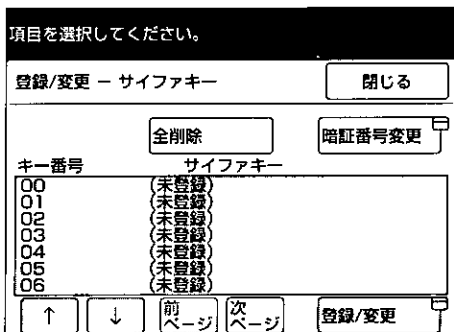 項目を選択してください。
登録/変更 － サイファキー 閉じる
全削除 暗証番号変更
キー番号 サイファキー
00 (未登録)
01 (未登録)
02 (未登録)
03 (未登録)
04 (未登録)
05 (未登録)
06 (未登録)
↑ ↓ 前ページ 次ページ 登録/変更